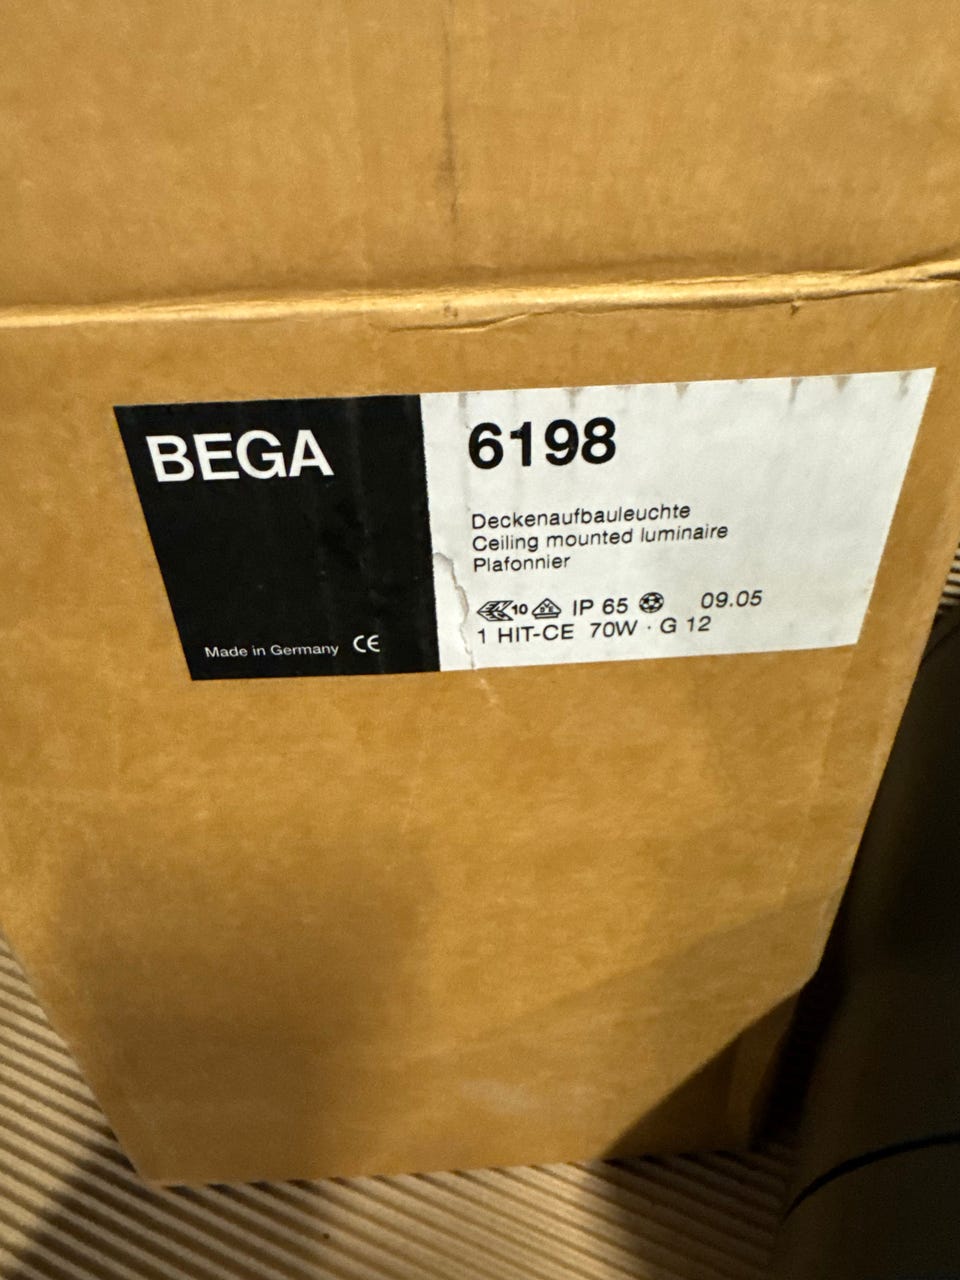 BEGA
Made in Germany CE
6198
Deckenaufbauleuchte
Ceiling mounted luminaire
Plafonnier
10 IP 65 09.05
1 HIT-CE 70W · G 12